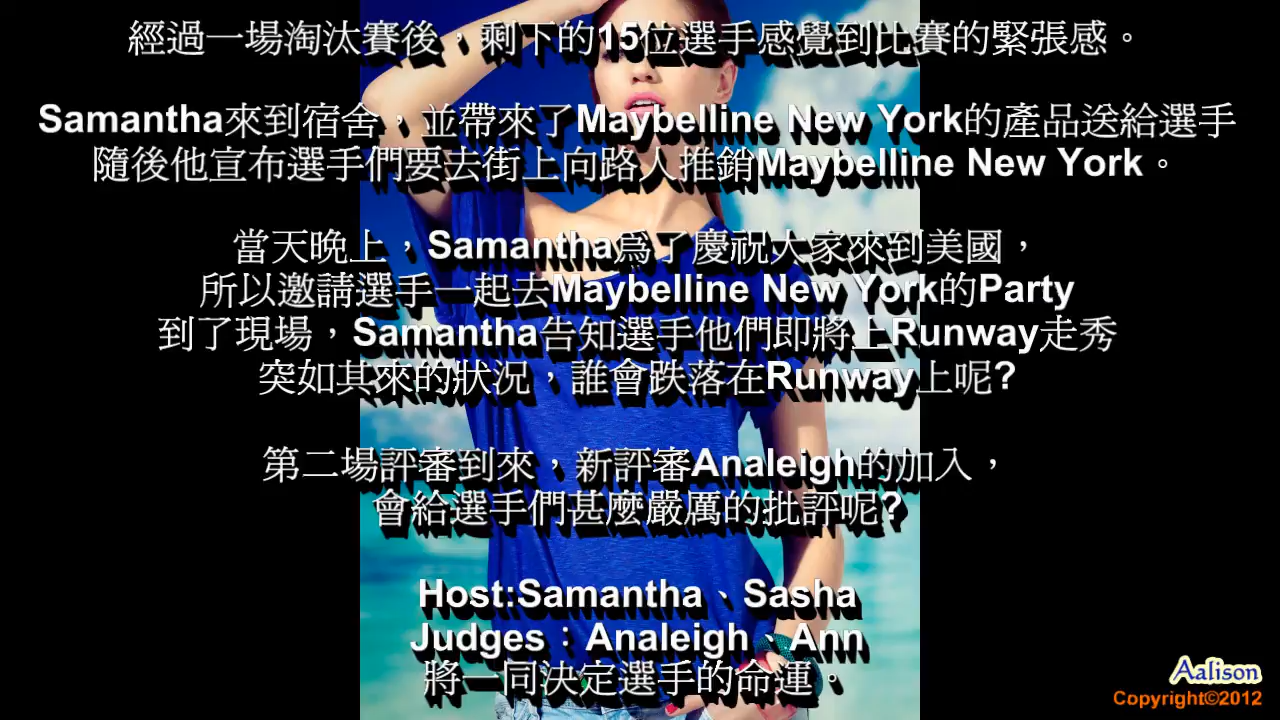 經過一場淘汰賽後，剩下的15位選手感覺到比賽的緊張感。
Samantha來到宿舍，並帶來了Maybelline New York的產品送給選手
隨後他宣布選手們要去街上向路人推銷Maybelline New York。
當天晚上，Samantha為了慶祝大家來到美國，
所以邀請選手一起去Maybelline New York的Party
到了現場，Samantha告知選手他們即將上Runway走秀
突如其來的狀況，誰會跌落在Runway上呢?
第二場評審到來，新評審Analeigh的加入，
會給選手們甚麼嚴厲的批評呢?
Host:Samantha、Sasha
Judges：Analeigh、Ann
將一同決定選手的命運。
Aalison
Copyright©2012